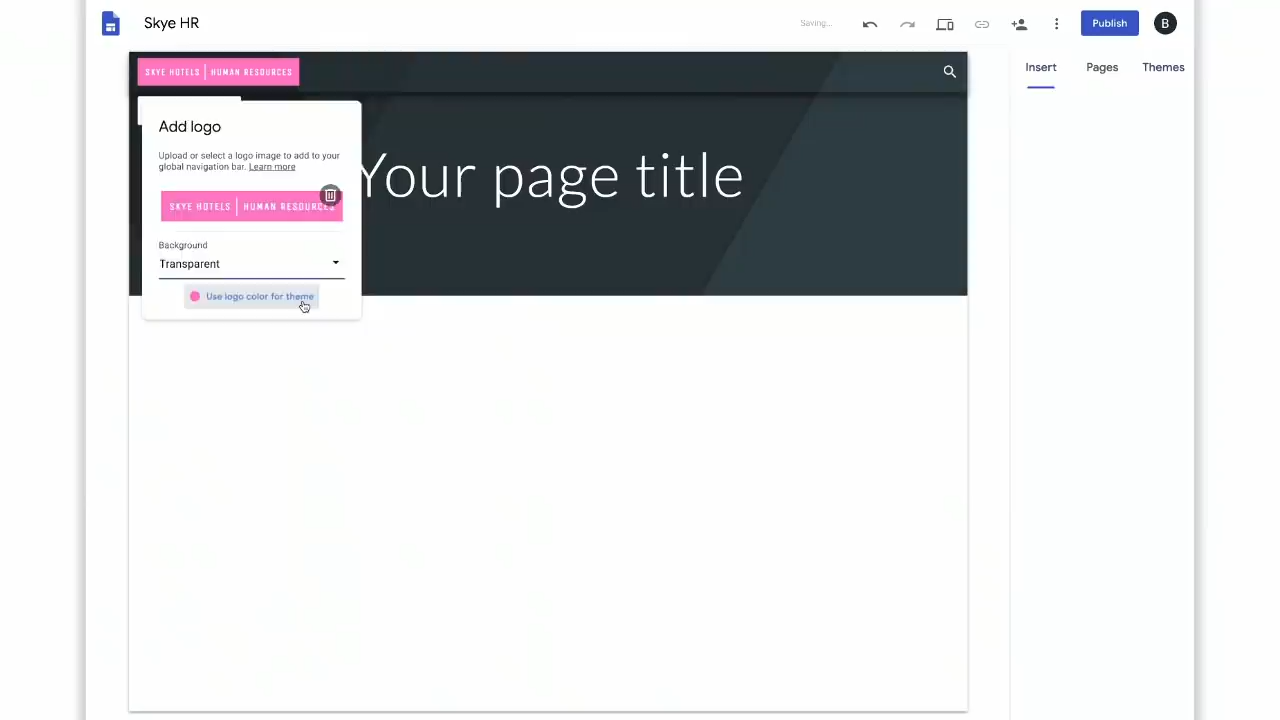 Skye HR
Saving...
Publish
B
SKYE HOTELS | HUMAN RESOURCES
Insert
Pages
Themes
Add logo
Upload or select a logo image to add to your
global navigation bar. Learn more
Your page title
SKYE HOTELS | HUMAN RESOURCES
Background
Transparent
Use logo color for theme